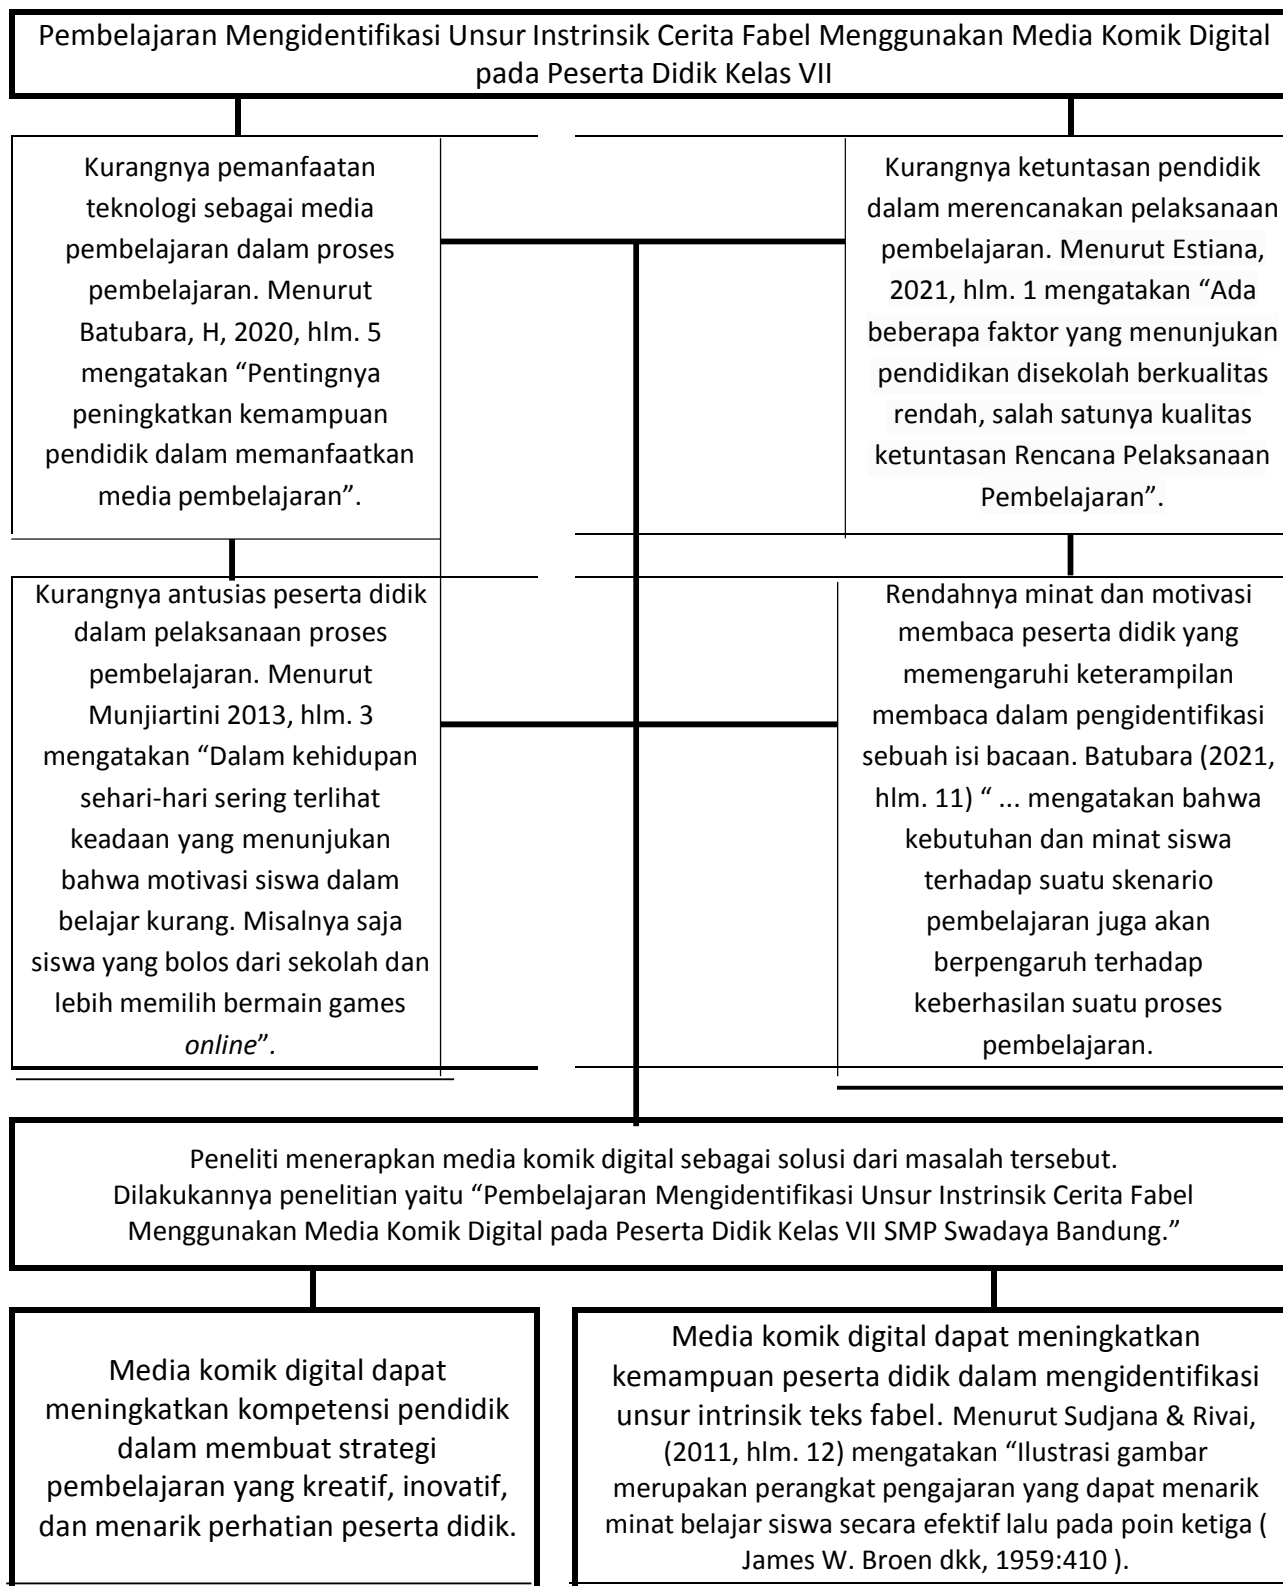 Pembelajaran Mengidentifikasi Unsur Instrinsik Cerita Fabel Menggunakan Media Komik Digital
pada Peserta Didik Kelas VII
Kurangnya pemanfaatan
teknologi sebagai media
pembelajaran dalam proses
pembelajaran. Menurut
Batubara, H, 2020, hlm. 5
mengatakan “Pentingnya
peningkatkan kemampuan
pendidik dalam memanfaatkan
media pembelajaran”.
Kurangnya ketuntasan pendidik
dalam merencanakan pelaksanaan
pembelajaran. Menurut Estiana,
2021, hlm. 1 mengatakan “Ada
beberapa faktor yang menunjukan
pendidikan disekolah berkualitas
rendah, salah satunya kualitas
ketuntasan Rencana Pelaksanaan
Pembelajaran”.
Kurangnya antusias peserta didik
dalam pelaksanaan proses
pembelajaran. Menurut
Munjiartini 2013, hlm. 3
mengatakan “Dalam kehidupan
sehari-hari sering terlihat
keadaan yang menunjukan
bahwa motivasi siswa dalam
belajar kurang. Misalnya saja
siswa yang bolos dari sekolah dan
lebih memilih bermain games
online”.
Rendahnya minat dan motivasi
membaca peserta didik yang
memengaruhi keterampilan
membaca dalam pengidentifikasi
sebuah isi bacaan. Batubara (2021,
hlm. 11) “ ... mengatakan bahwa
kebutuhan dan minat siswa
terhadap suatu skenario
pembelajaran juga akan
berpengaruh terhadap
keberhasilan suatu proses
pembelajaran.
Peneliti menerapkan media komik digital sebagai solusi dari masalah tersebut.
Dilakukannya penelitian yaitu “Pembelajaran Mengidentifikasi Unsur Instrinsik Cerita Fabel
Menggunakan Media Komik Digital pada Peserta Didik Kelas VII SMP Swadaya Bandung.”
Media komik digital dapat
meningkatkan kompetensi pendidik
dalam membuat strategi
pembelajaran yang kreatif, inovatif,
dan menarik perhatian peserta didik.
Media komik digital dapat meningkatkan
kemampuan peserta didik dalam mengidentifikasi
unsur intrinsik teks fabel. Menurut Sudjana & Rivai,
(2011, hlm. 12) mengatakan “Ilustrasi gambar
merupakan perangkat pengajaran yang dapat menarik
minat belajar siswa secara efektif lalu pada poin ketiga (
James W. Broen dkk, 1959:410 ).